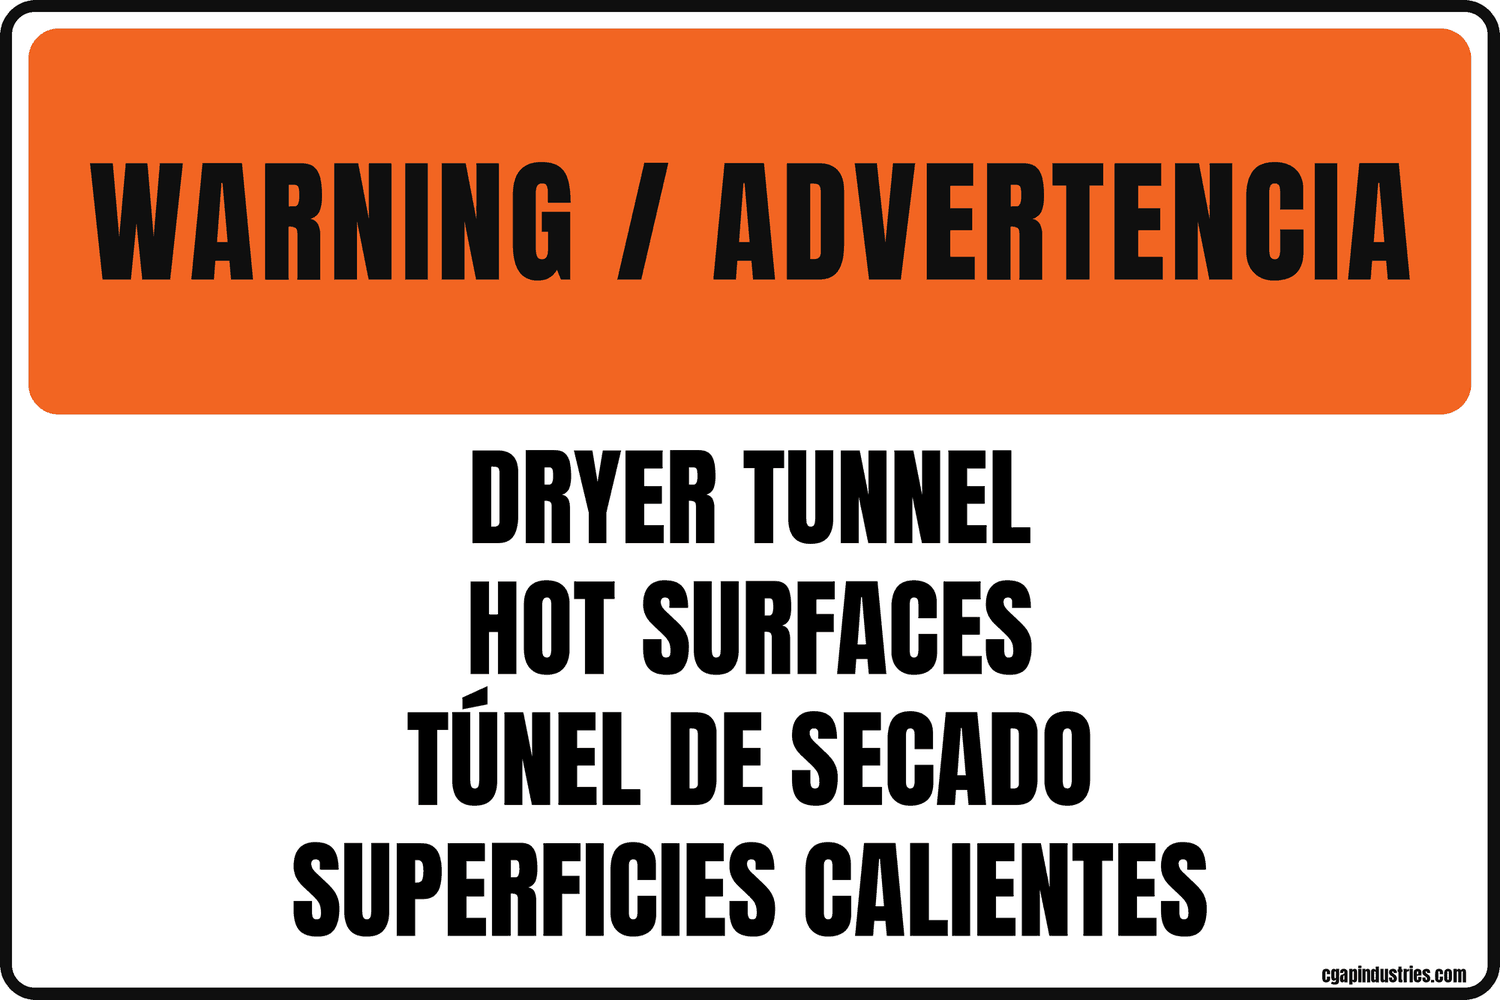 WARNING / ADVERTENCIA
DRYER TUNNEL
HOT SURFACES
TÚNEL DE SECADO
SUPERFICIES CALIENTES
cgapindustries.com